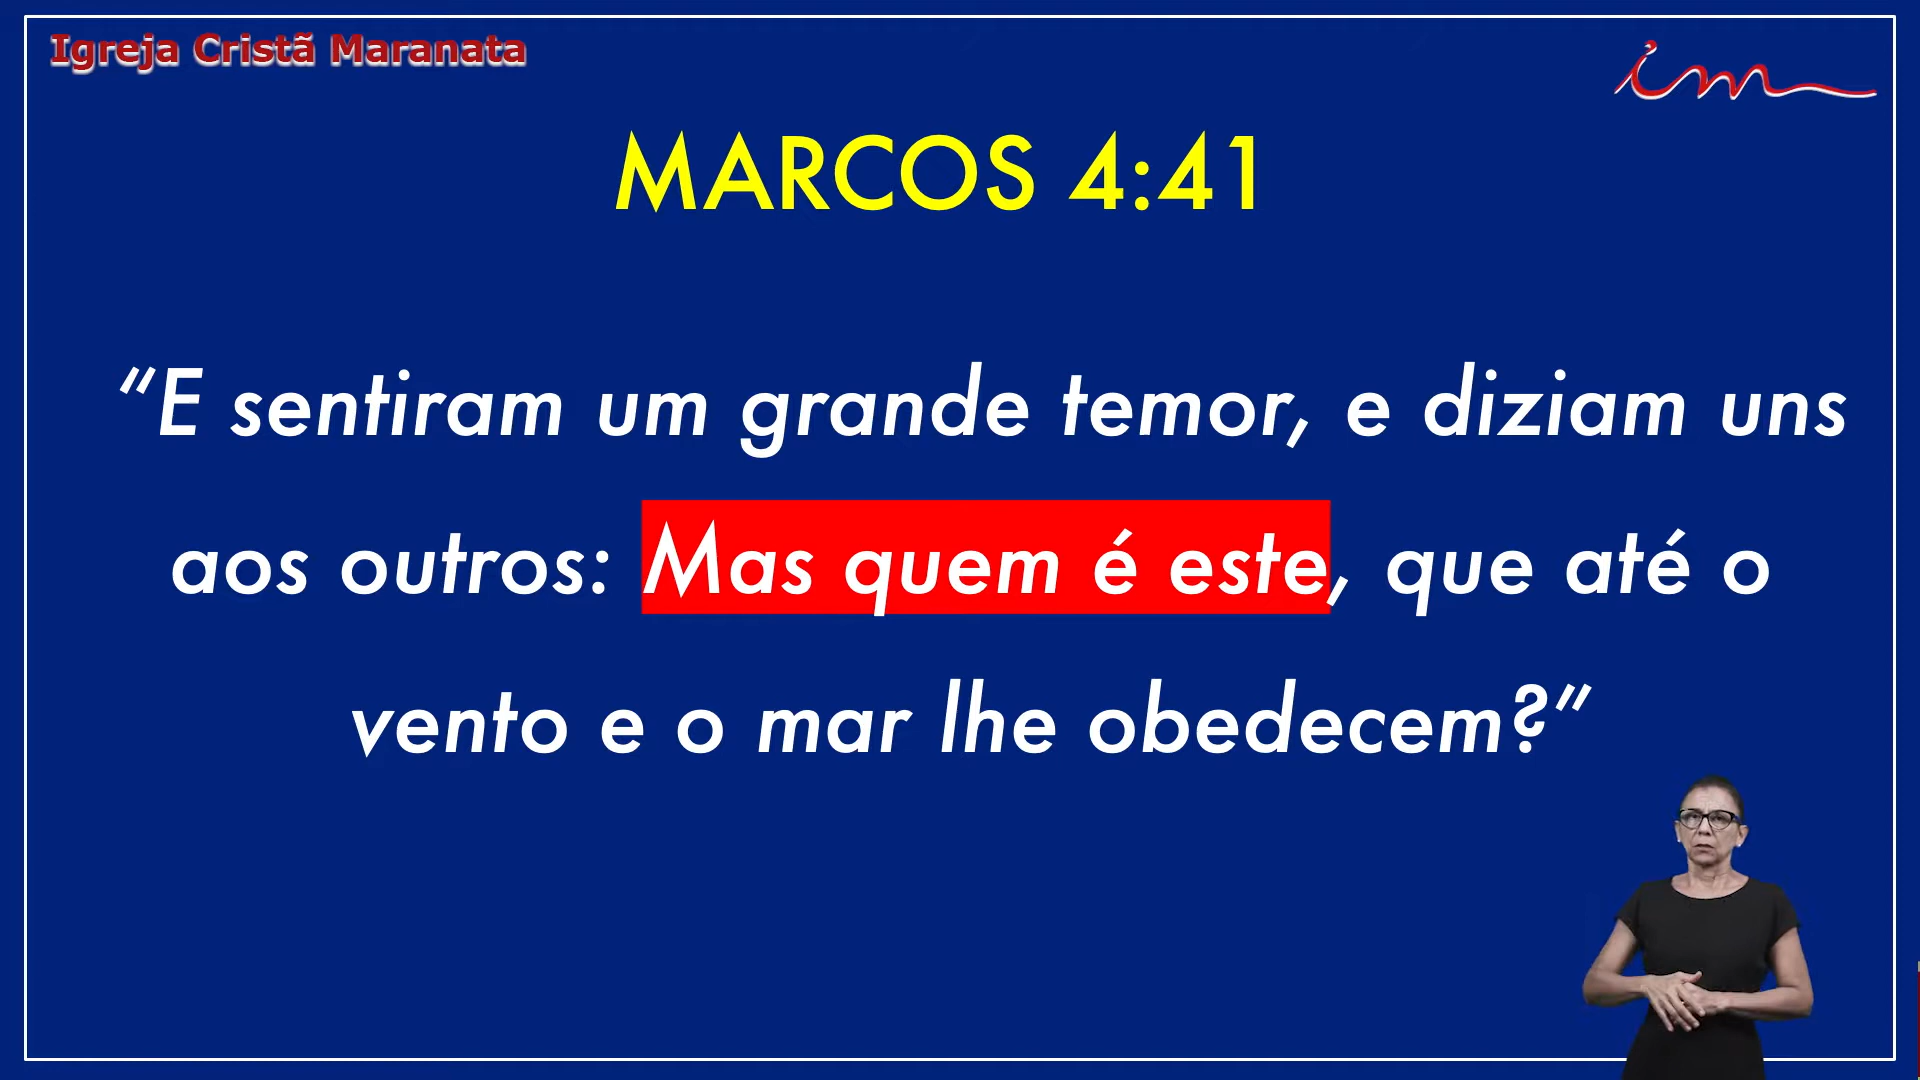 Igreja Cristã Maranata
im
MARCOS 4:41
“E sentiram um grande temor, e diziam uns
aos outros: Mas quem é este, que até o
vento e o mar lhe obedecem?”